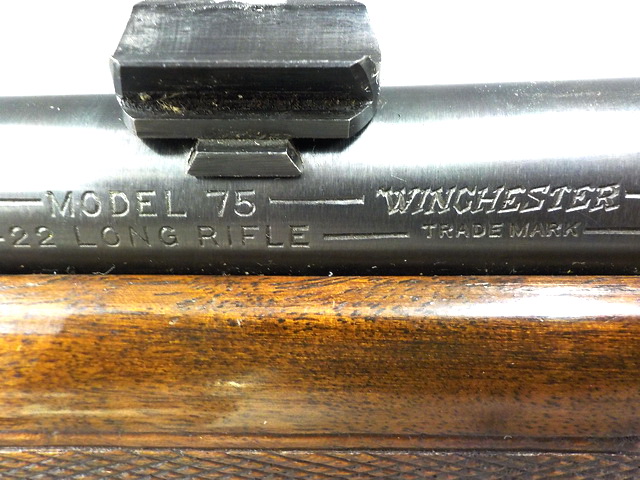 —MODEL 75— WINCHESTER—
-22 LONG RIFLE— TRADE MARK—